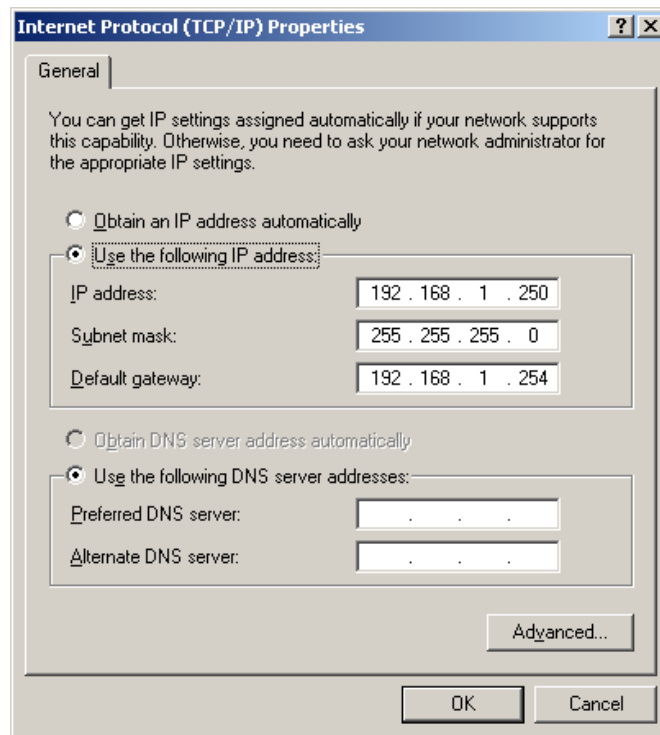 Internet Protocol (TCP/IP) Properties
General
You can get IP settings assigned automatically if your network supports
this capability. Otherwise, you need to ask your network administrator for
the appropriate IP settings.
Obtain an IP address automatically
Use the following IP address:
IP address: 192 . 168 . 1 . 250
Subnet mask: 255 . 255 . 255 . 0
Default gateway: 192 . 168 . 1 . 254
Obtain DNS server address automatically
Use the following DNS server addresses:
Preferred DNS server: . . .
Alternate DNS server: . . .
Advanced...
OK Cancel